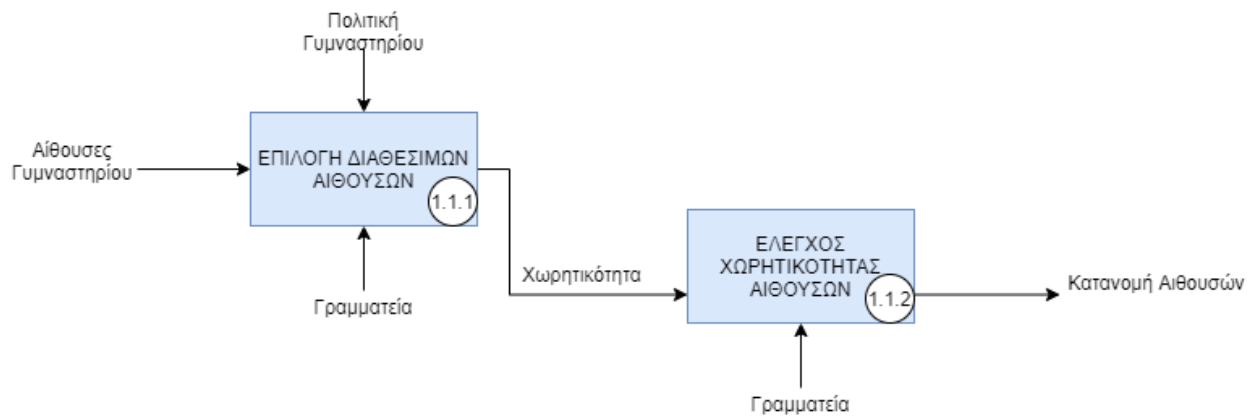 Πολιτική
Γυμναστηρίου
Αίθουσες
Γυμναστηρίου
ΕΠΙΛΟΓΗ ΔΙΑΘΕΣΙΜΩΝ
ΑΙΘΟΥΣΩΝ
1.1.1
Γραμματεία
Χωρητικότητα
ΕΛΕΓΧΟΣ
ΧΩΡΗΤΙΚΟΤΗΤΑΣ
ΑΙΘΟΥΣΩΝ
1.1.2
Κατανομή Αιθουσών
Γραμματεία